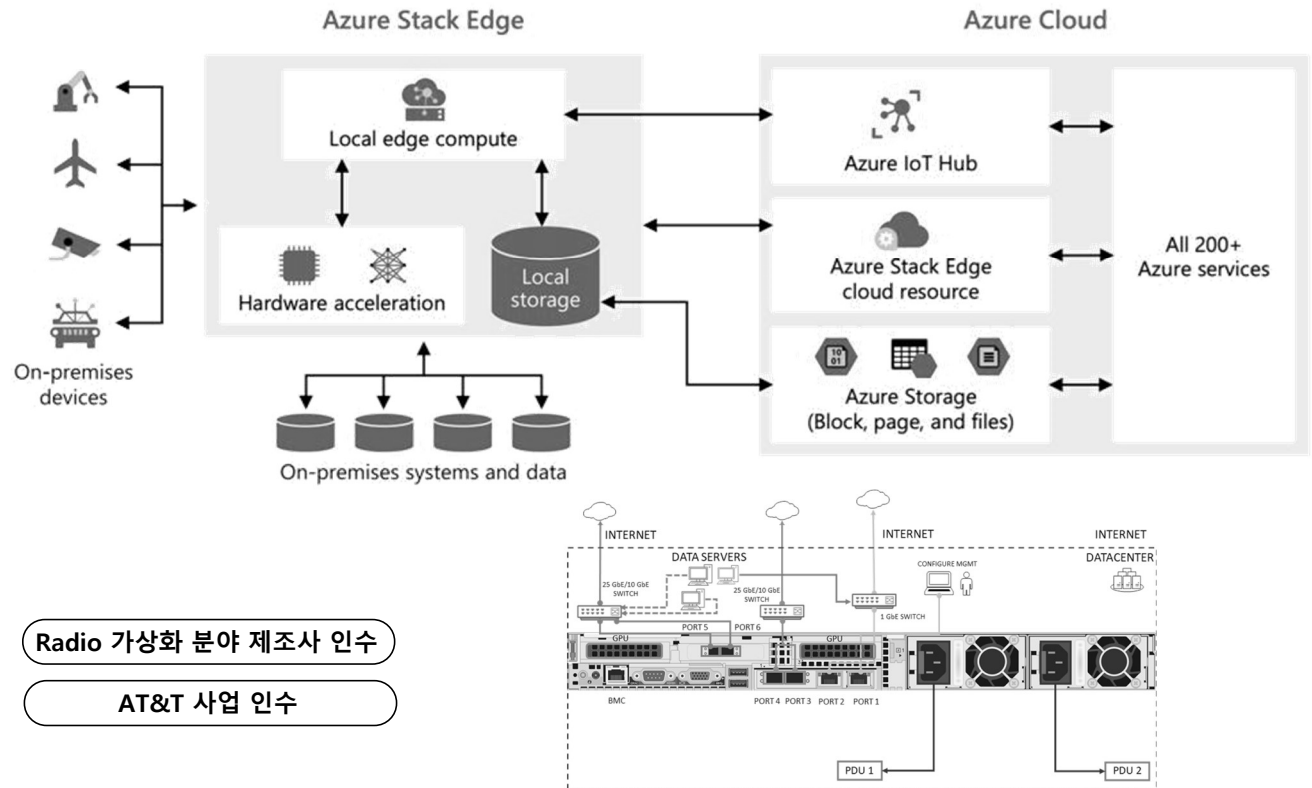 Azure Stack Edge
Azure Cloud
Local edge compute
Hardware acceleration
Local
storage
On-premises
devices
On-premises systems and data
Azure IoT Hub
Azure Stack Edge
cloud resource
10
01
Azure Storage
(Block, page, and files)
All 200+
Azure services
Radio 가상화 분야 제조사 인수
AT&T 사업 인수
INTERNET
INTERNET
INTERNET
DATA SERVERS
DATACENTER
CONFIGURE MGMT
25 GbE/10 GbE
SWITCH
25 GbE/10 GbE
SWITCH
1 GbE SWITCH
PORT 5
PORT 6
GPU
GPU
BMC
PORT 4
PORT 3
PORT 2
PORT 1
PDU 1
PDU 2